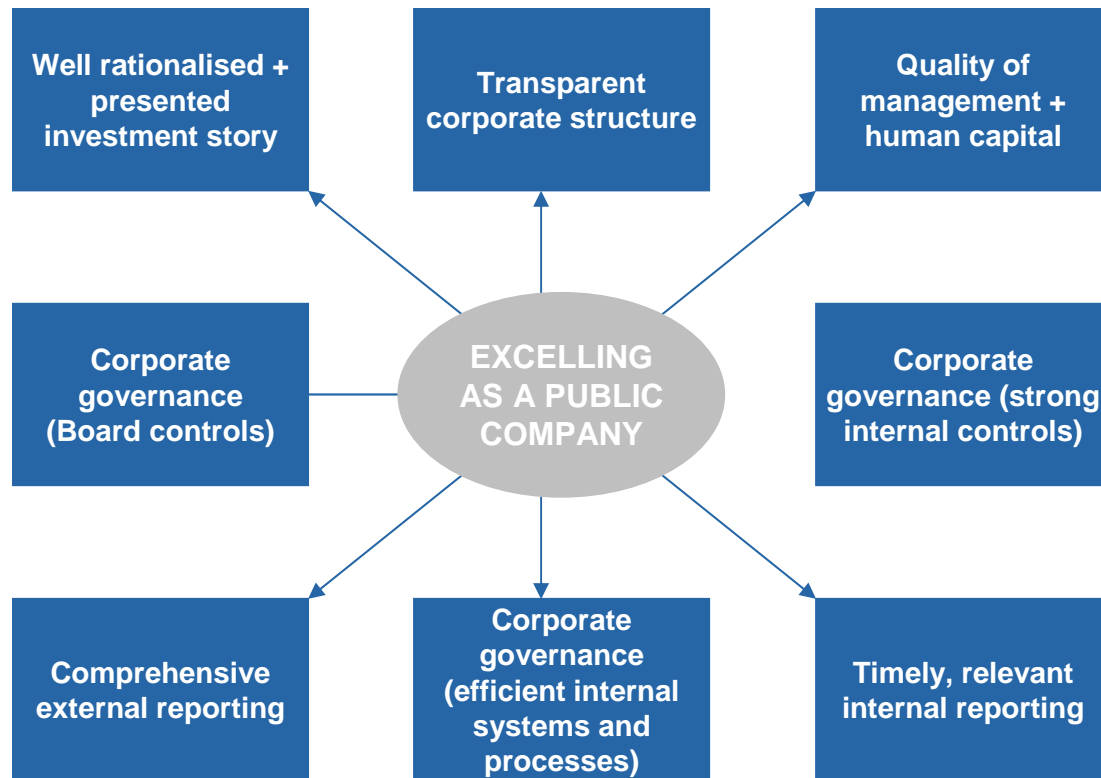 Well rationalised +
presented
investment story
Transparent
corporate structure
Quality of
management +
human capital
Corporate
governance
(Board controls)
EXCELLING
AS A PUBLIC
COMPANY
Corporate
governance (strong
internal controls)
Comprehensive
external reporting
Corporate
governance
(efficient internal
systems and
processes)
Timely, relevant
internal reporting